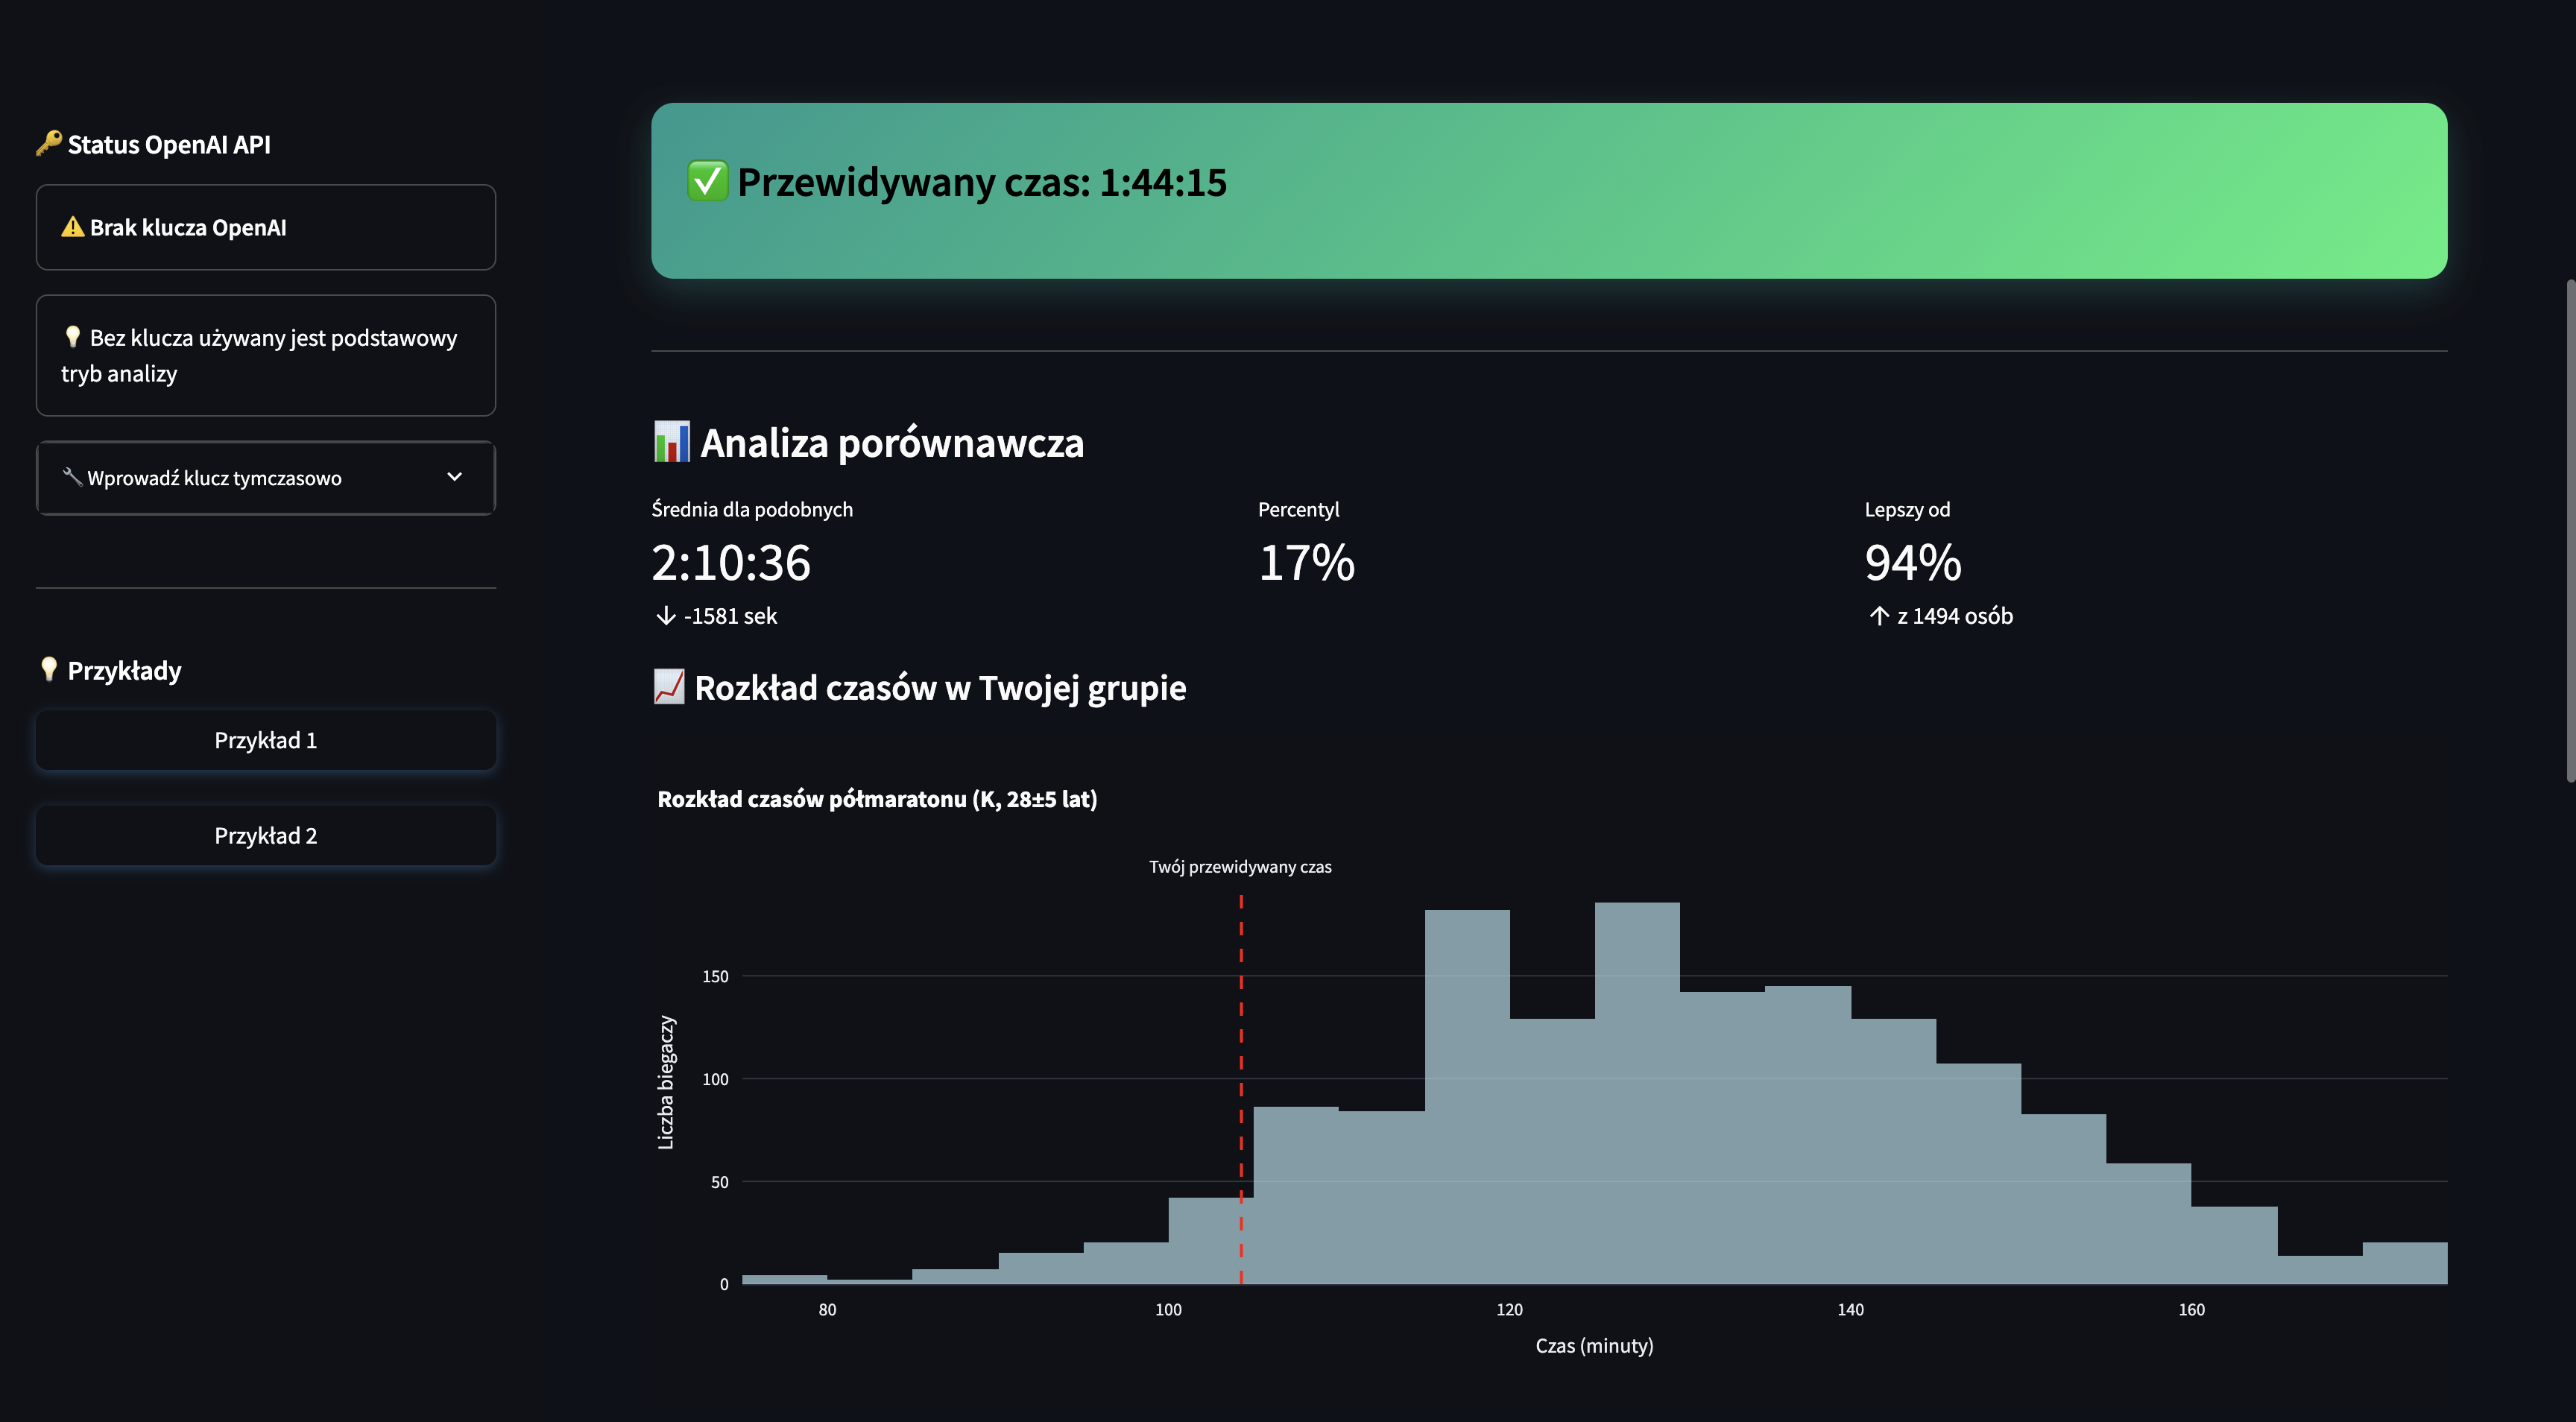 🔑 Status OpenAI API
⚠️ Brak klucza OpenAI
💡 Bez klucza używany jest podstawowy
tryb analizy
🔧 Wprowadź klucz tymczasowo
💡 Przykłady
Przykład 1
Przykład 2
✅ Przewidywany czas: 1:44:15
📊 Analiza porównawcza
Średnia dla podobnych
2:10:36
↓ -1581 sek
Percentyl
17%
Lepszy od
94%
↑ z 1494 osób
📈 Rozkład czasów w Twojej grupie
Rozkład czasów półmaratonu (K, 28±5 lat)
Twój przewidywany czas
Liczba biegaczy
150
100
50
0
80
100
120
140
160
Czas (minuty)